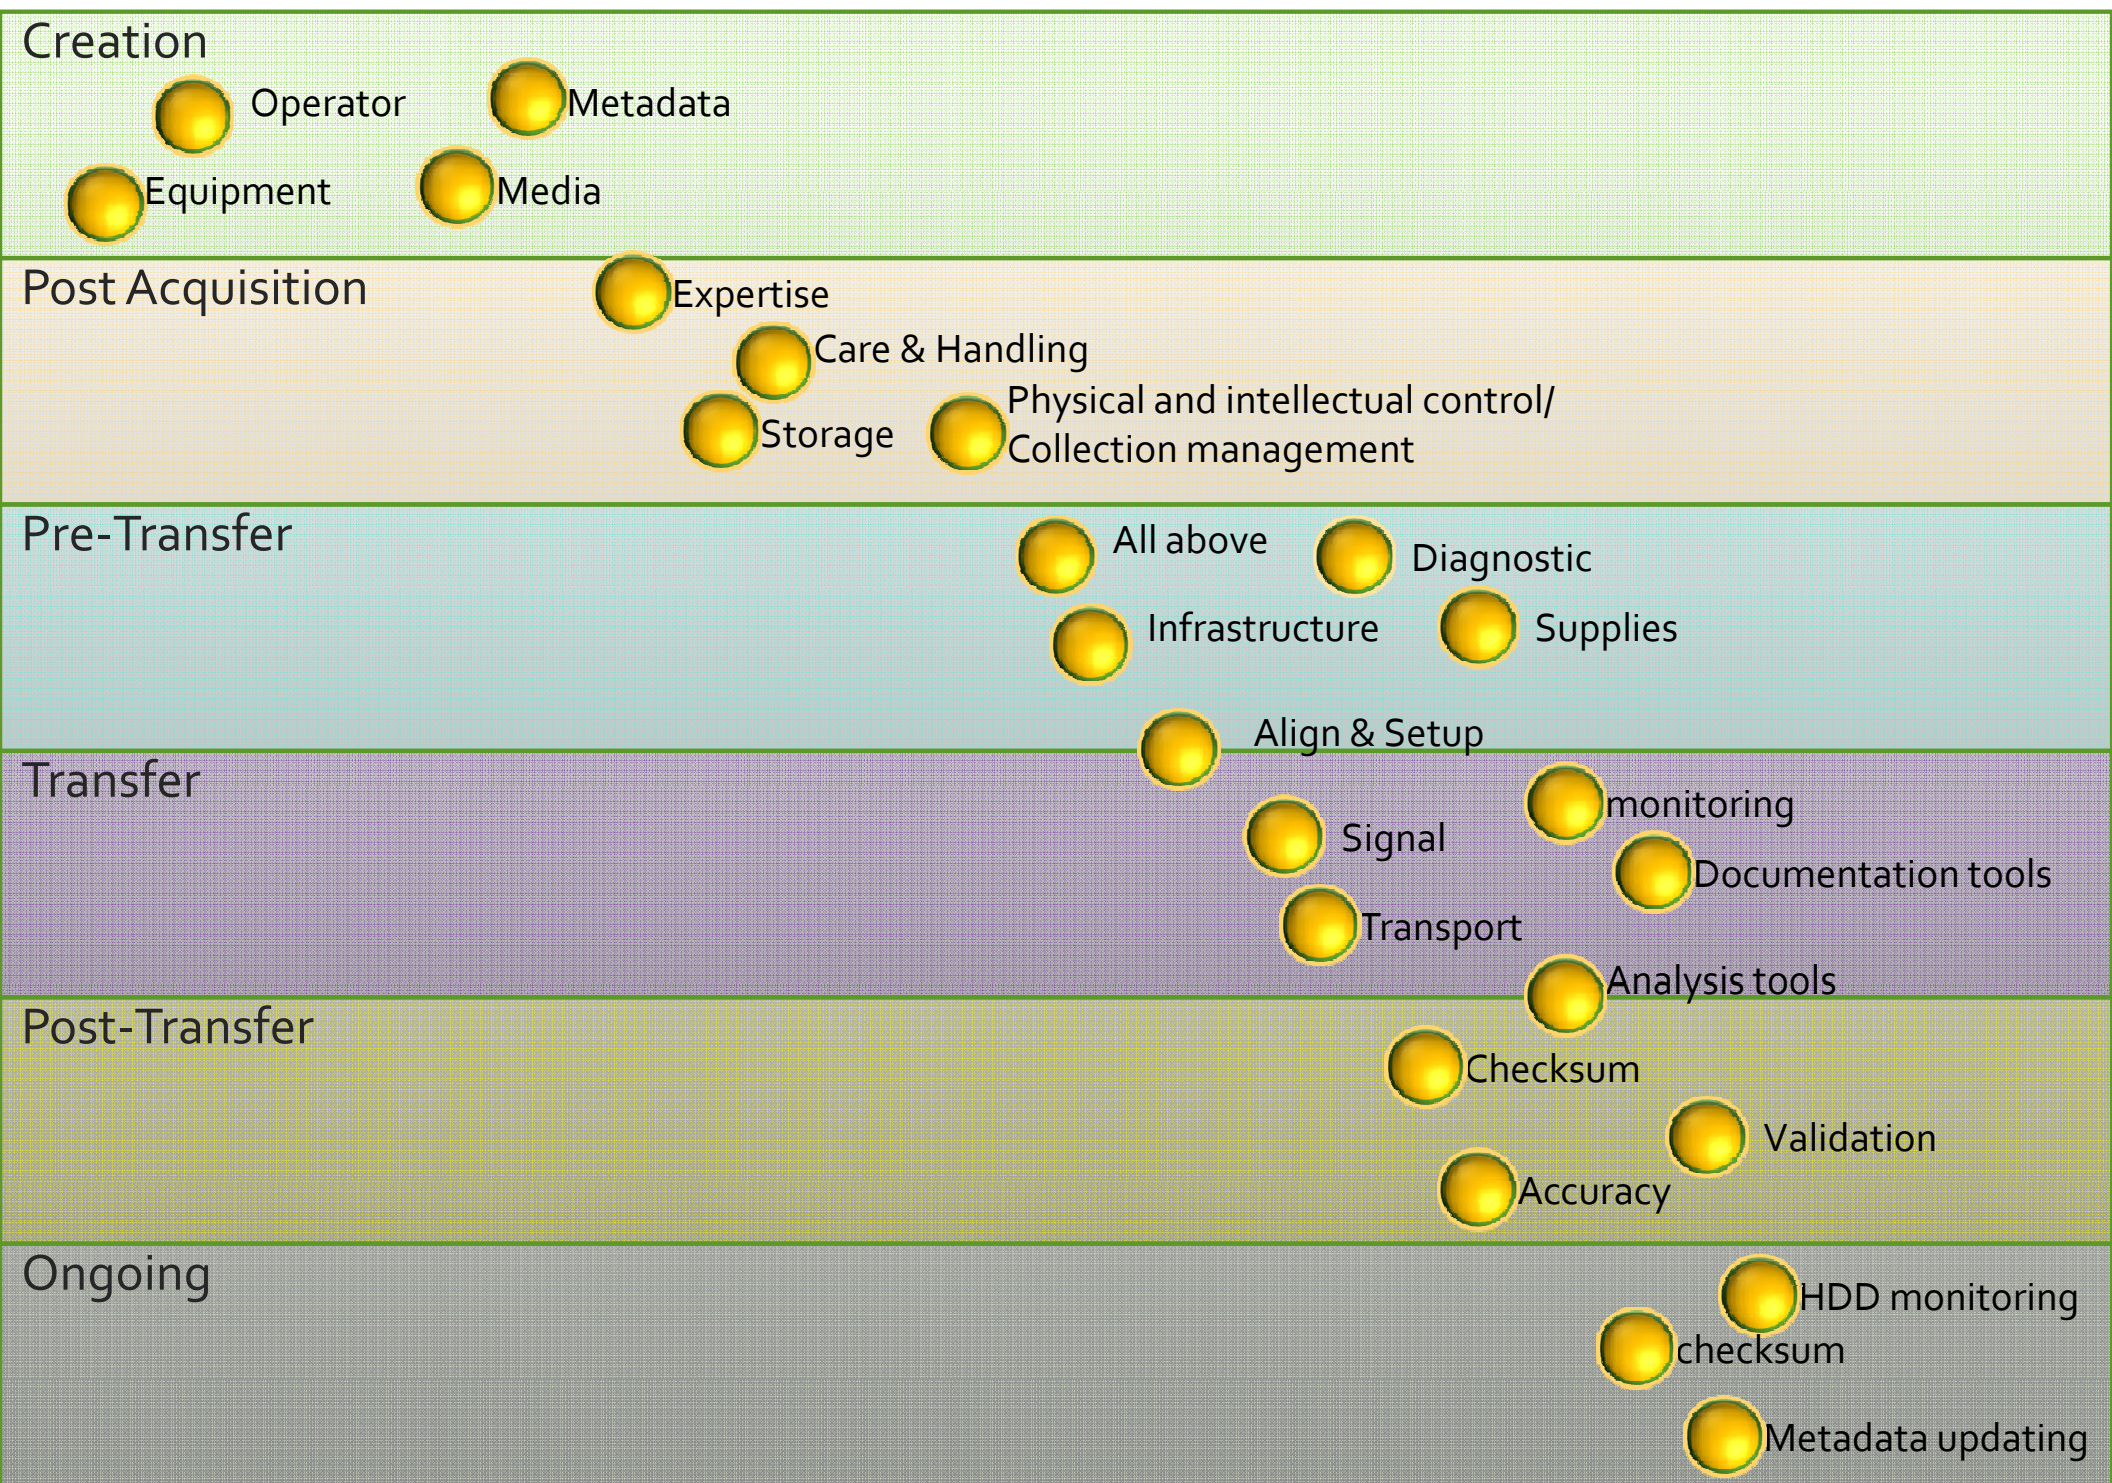 Creation
Operator
Metadata
Equipment
Media
Post Acquisition
Expertise
Care & Handling
Physical and intellectual control/
Collection management
Storage
Pre-Transfer
All above
Diagnostic
Infrastructure
Supplies
Align & Setup
Transfer
monitoring
Signal
Documentation tools
Transport
Analysis tools
Post-Transfer
Checksum
Validation
Accuracy
Ongoing
HDD monitoring
checksum
Metadata updating